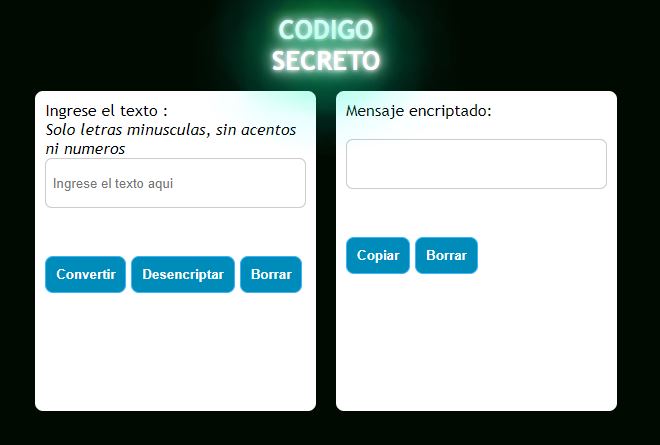 CODIGO
SECRETO
Ingrese el texto :
Solo letras minusculas, sin acentos
ni numeros
Ingrese el texto aqui
Convertir
Desencriptar
Borrar
Mensaje encriptado:
Copiar
Borrar